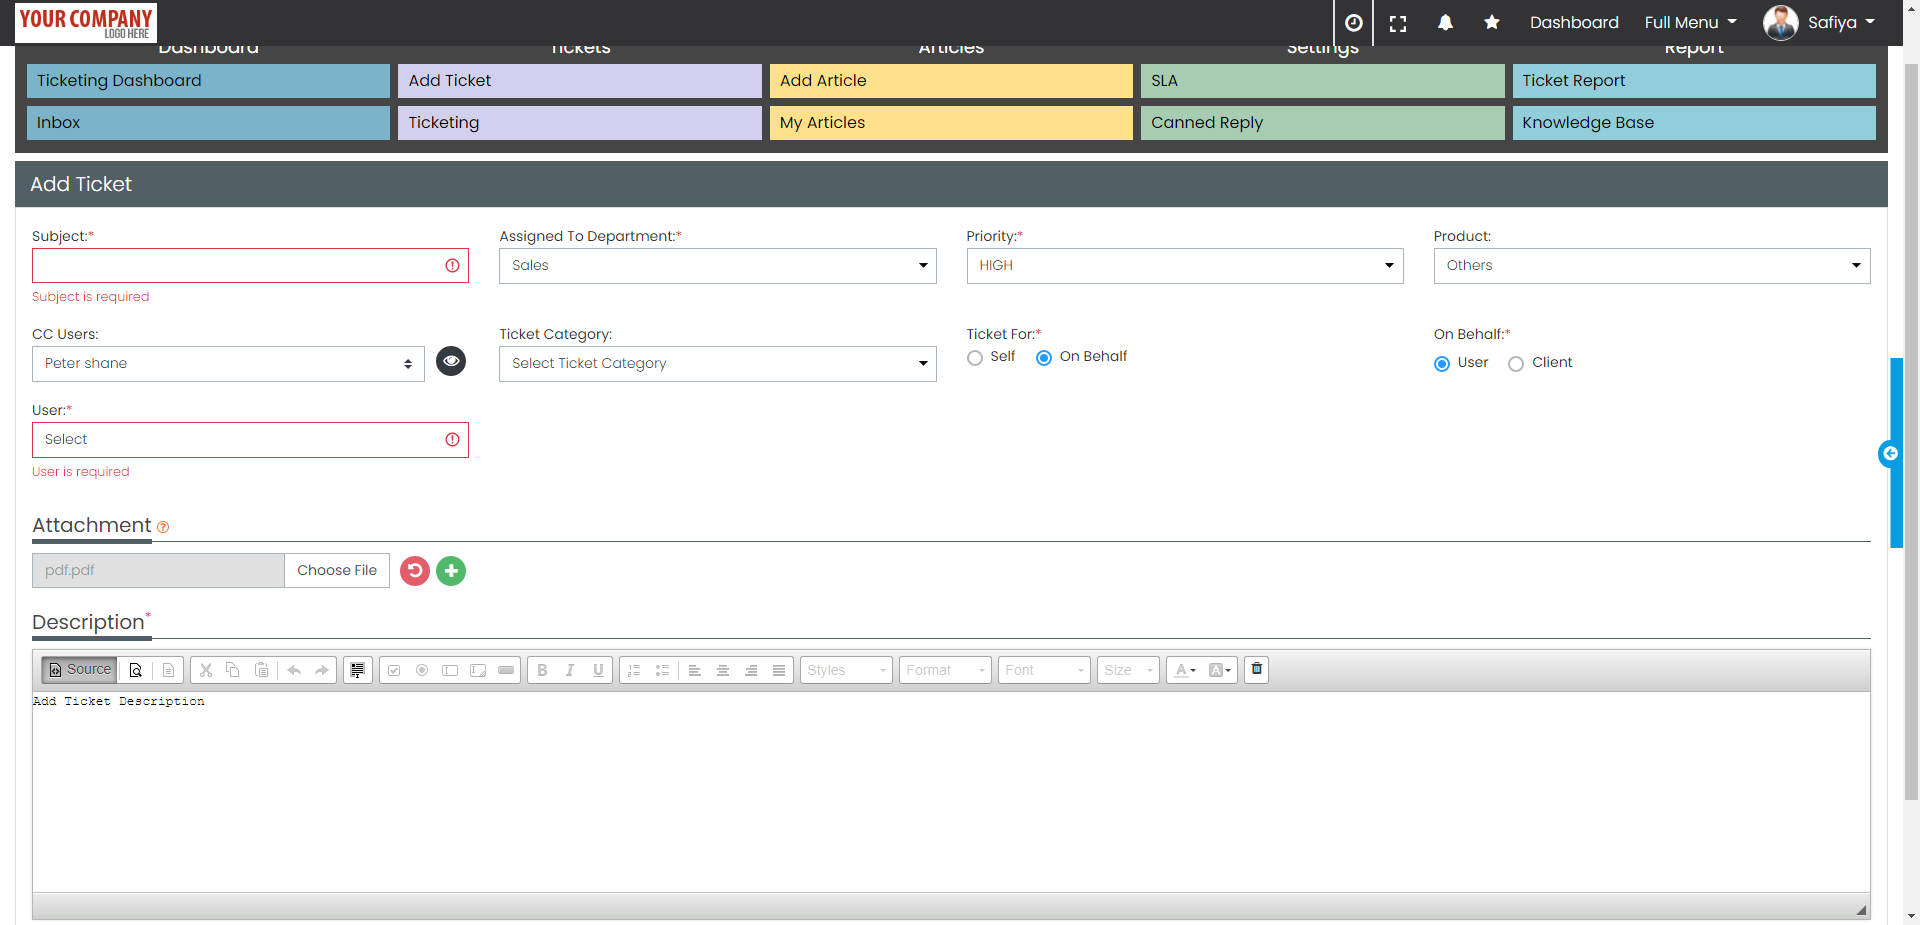 YOUR COMPANY
LOGO HERE
Dashboard
Full Menu
Safiya
Dashboard
Tickets
Articles
Settings
Report
Ticketing Dashboard
Add Ticket
Add Article
SLA
Ticket Report
Inbox
Ticketing
My Articles
Canned Reply
Knowledge Base
Add Ticket
Subject:*
Assigned To Department:*
Priority:*
Product:
Sales
HIGH
Others
Subject is required
CC Users:
Ticket Category:
Ticket For:*
On Behalf:*
Peter shane
Select Ticket Category
Self
On Behalf
User
Client
User:*
Select
User is required
Attachment
pdf.pdf
Choose File
Description*
Source
B
I
U
Styles
Format
Font
Size
A
A
Add Ticket Description